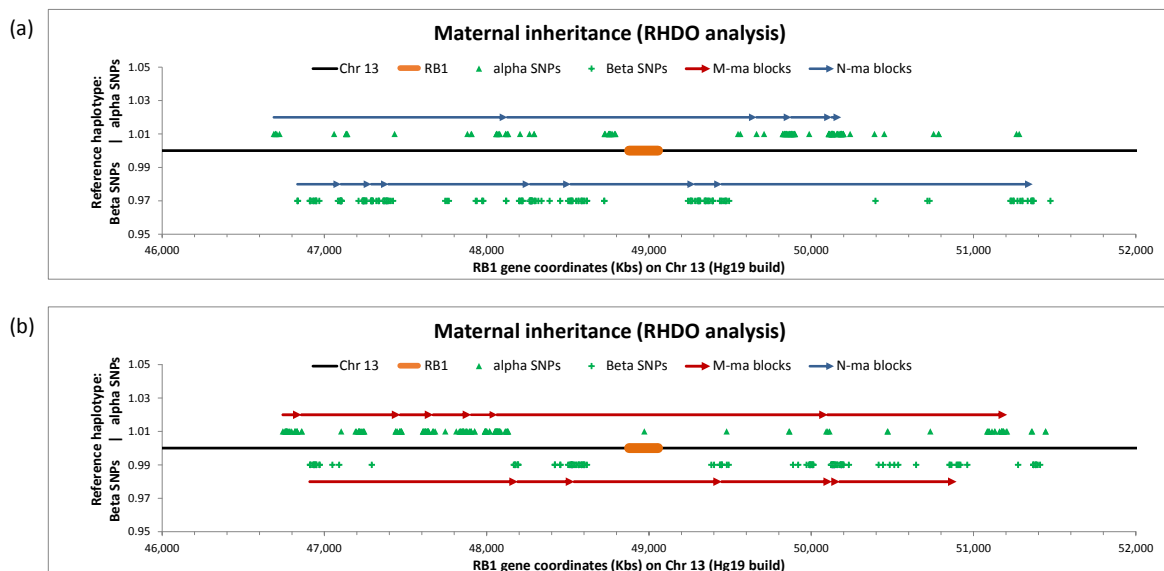 (a)
Maternal inheritance (RHDO analysis)
Chr 13 RB1 alpha SNPs Beta SNPs M-ma blocks N-ma blocks
Reference haplotype:
Beta SNPs | alpha SNPs
1.05
1.03
1.01
0.99
0.97
0.95
46,000 47,000 48,000 49,000 50,000 51,000 52,000
RB1 gene coordinates (Kbs) on Chr 13 (Hg19 build)
(b)
Maternal inheritance (RHDO analysis)
Chr 13 RB1 alpha SNPs Beta SNPs M-ma blocks N-ma blocks
Reference haplotype:
Beta SNPs | alpha SNPs
1.05
1.03
1.01
0.99
0.97
0.95
46,000 47,000 48,000 49,000 50,000 51,000 52,000
RB1 gene coordinates (Kbs) on Chr 13 (Hg19 build)